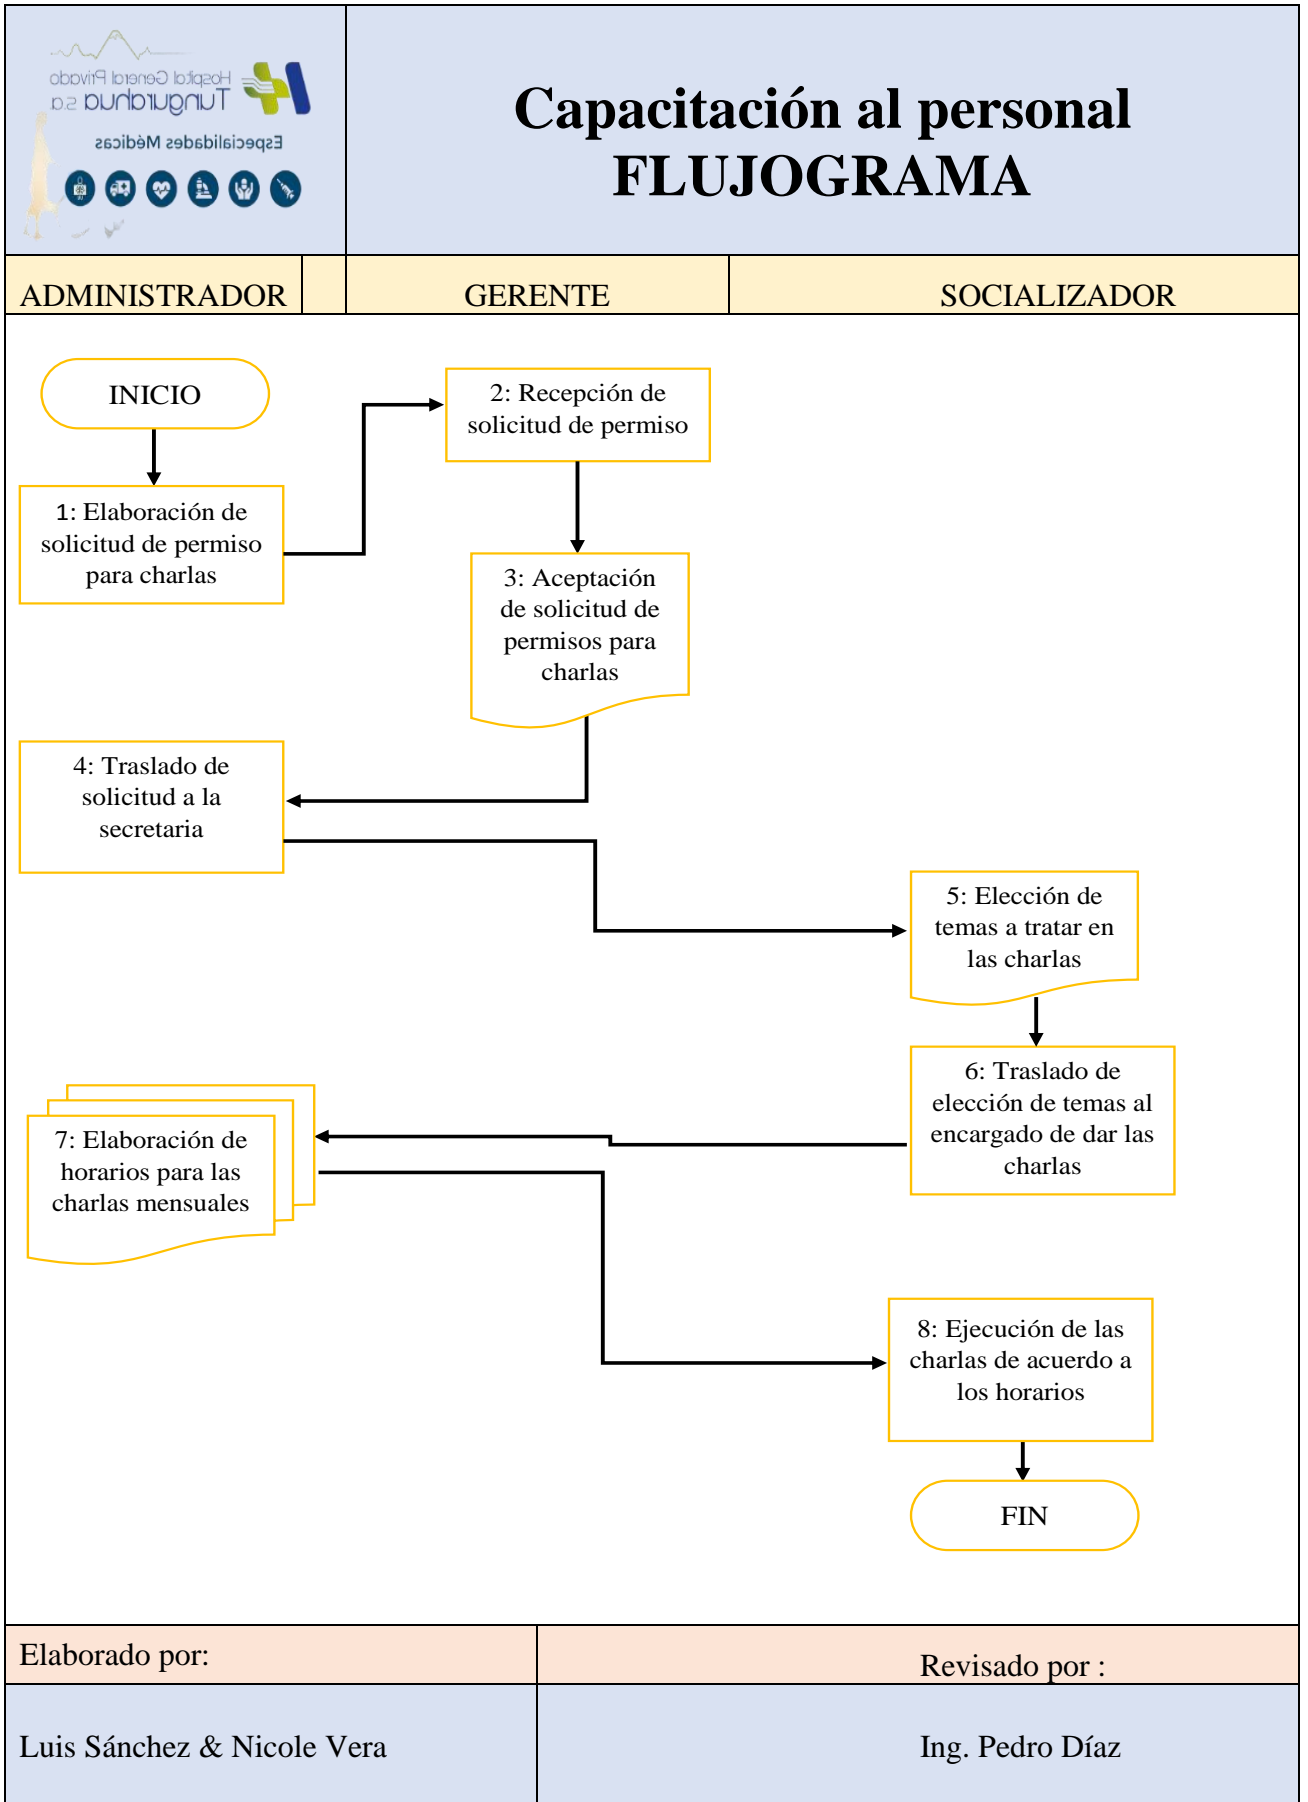 Hospital General Privado
Tungurahua s.a
Especialidades Médicas
Capacitación al personal
FLUJOGRAMA
ADMINISTRADOR
GERENTE
SOCIALIZADOR
INICIO
1: Elaboración de
solicitud de permiso
para charlas
2: Recepción de
solicitud de permiso
3: Aceptación
de solicitud de
permisos para
charlas
4: Traslado de
solicitud a la
secretaria
5: Elección de
temas a tratar en
las charlas
6: Traslado de
elección de temas al
encargado de dar las
charlas
7: Elaboración de
horarios para las
charlas mensuales
8: Ejecución de las
charlas de acuerdo a
los horarios
FIN
Elaborado por:
Revisado por :
Luis Sánchez & Nicole Vera
Ing. Pedro Díaz